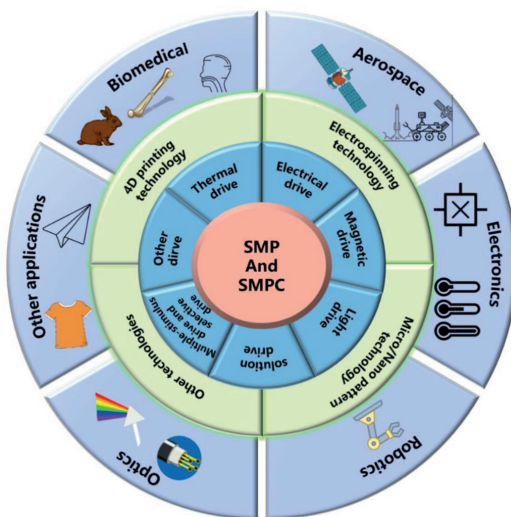 Biomedical
Aerospace
Electronics
Robotics
Optics
Other applications
4D printing
technology
Electrospinning
technology
Micro/Nano pattern
technology
Other technologies
Thermal drive
Electrical
drive
Magnetic
drive
Light
drive
solution
drive
Multiple-stimulus
drive and
selective
drive
Other
dirve
SMP
And
SMPC